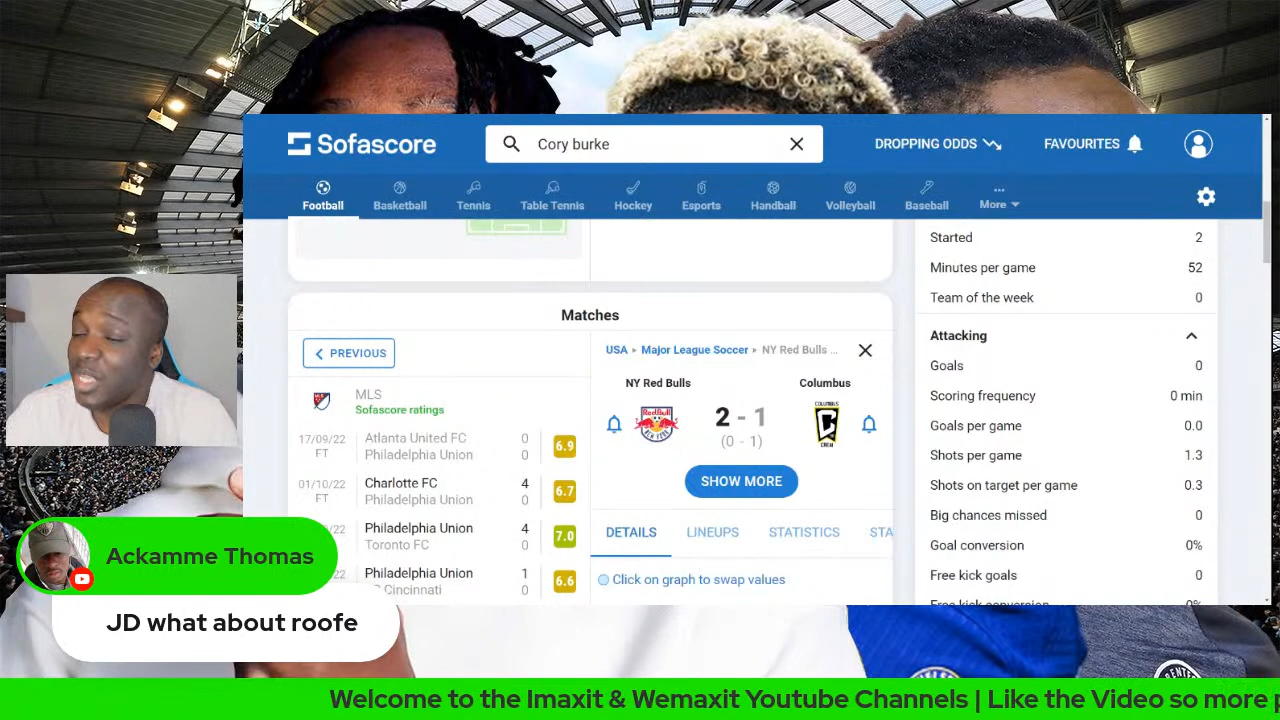 Sofascore
Cory burke
DROPPING ODDS
FAVOURITES
Football
Basketball
Tennis
Table Tennis
Hockey
Esports
Handball
Volleyball
Baseball
More
Started 2
Minutes per game 52
Team of the week 0
Attacking
Goals 0
Scoring frequency 0 min
Goals per game 0.0
Shots per game 1.3
Shots on target per game 0.3
Big chances missed 0
Goal conversion 0%
Free kick goals 0
Free kick conversion 0%
Matches
PREVIOUS
MLS
Sofascore ratings
17/09/22 Atlanta United FC 0
FT Philadelphia Union 0
6.9
01/10/22 Charlotte FC 4
FT Philadelphia Union 0
6.7
/22 Philadelphia Union 4
Toronto FC 0
7.0
22 Philadelphia Union 1
Cincinnati 0
6.6
USA Major League Soccer NY Red Bulls ...
NY Red Bulls
Columbus
2 - 1
(0 - 1)
SHOW MORE
DETAILS
LINEUPS
STATISTICS
STA
Click on graph to swap values
Ackamme Thomas
JD what about roofe
Welcome to the Imaxit & Wemaxit Youtube Channels | Like the Video so more p